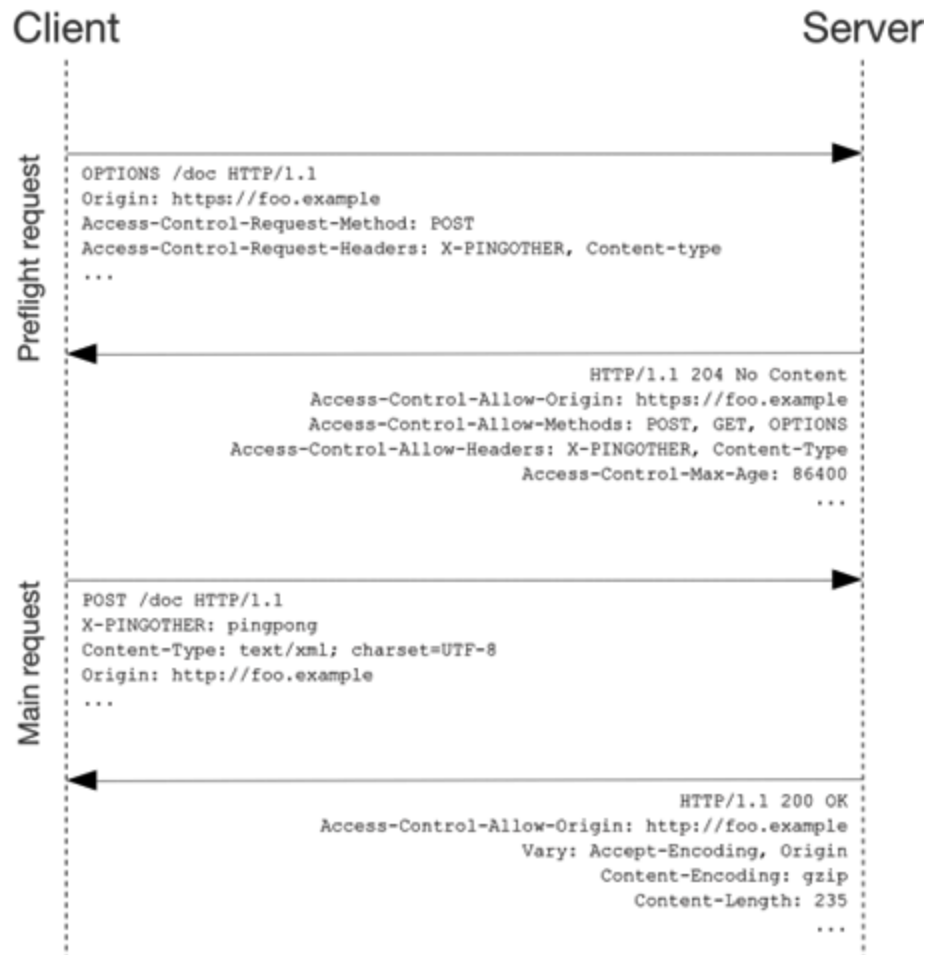 Client
Server
Preflight request
OPTIONS /doc HTTP/1.1
Origin: https://foo.example
Access-Control-Request-Method: POST
Access-Control-Request-Headers: X-PINGOTHER, Content-type
...
HTTP/1.1 204 No Content
Access-Control-Allow-Origin: https://foo.example
Access-Control-Allow-Methods: POST, GET, OPTIONS
Access-Control-Allow-Headers: X-PINGOTHER, Content-Type
Access-Control-Max-Age: 86400
...
Main request
POST /doc HTTP/1.1
X-PINGOTHER: pingpong
Content-Type: text/xml; charset=UTF-8
Origin: http://foo.example
...
HTTP/1.1 200 OK
Access-Control-Allow-Origin: http://foo.example
Vary: Accept-Encoding, Origin
Content-Encoding: gzip
Content-Length: 235
...